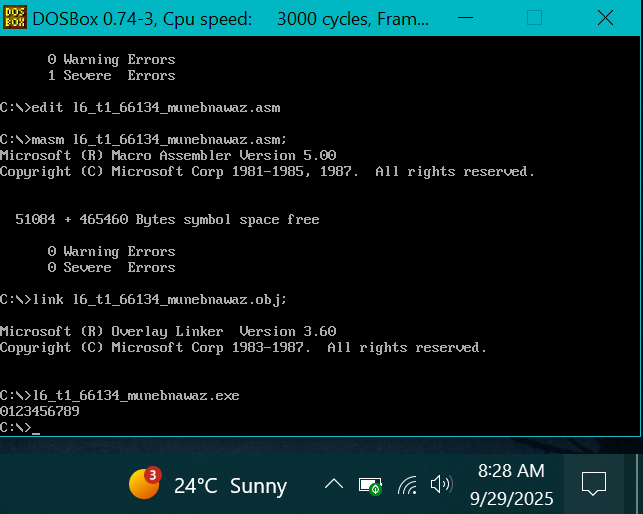 DOS
BOX
DOSBox 0.74-3, Cpu speed:     3000 cycles, Fram...
0 Warning Errors
1 Severe  Errors
C:\>edit l6_t1_66134_munebnawaz.asm
C:\>masm l6_t1_66134_munebnawaz.asm;
Microsoft (R) Macro Assembler Version 5.00
Copyright (C) Microsoft Corp 1981-1985, 1987.  All rights reserved.
51084 + 465460 Bytes symbol space free
0 Warning Errors
0 Severe  Errors
C:\>link l6_t1_66134_munebnawaz.obj;
Microsoft (R) Overlay Linker  Version 3.60
Copyright (C) Microsoft Corp 1983-1987.  All rights reserved.
C:\>l6_t1_66134_munebnawaz.exe
0123456789
C:\>_
3
24°C  Sunny
8:28 AM
9/29/2025